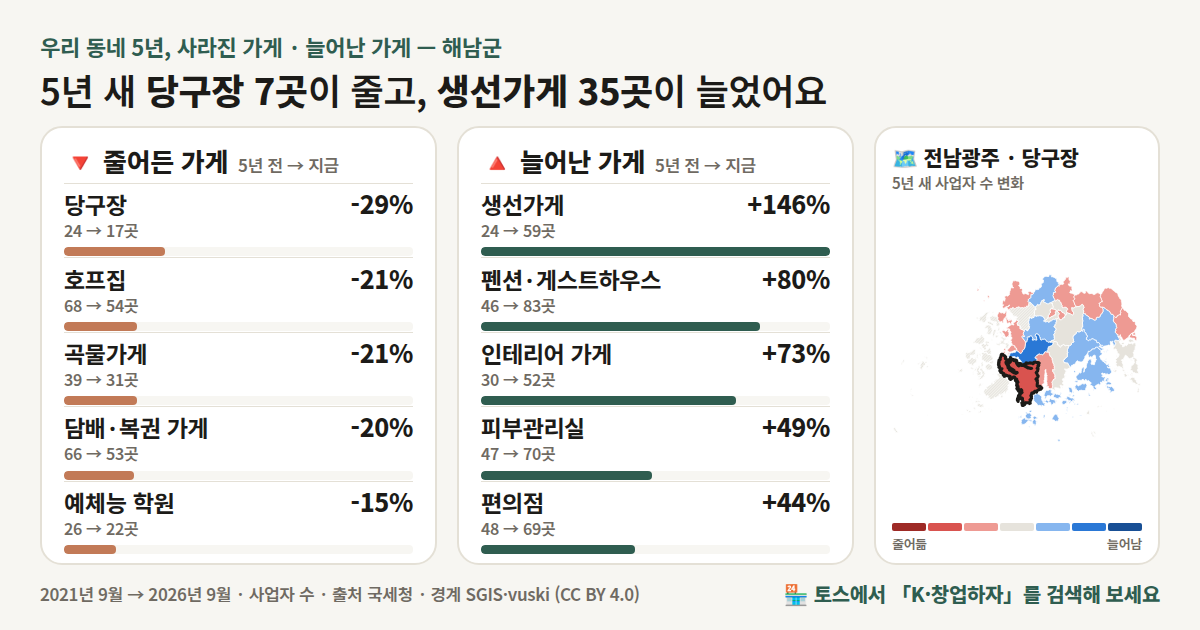 우리 동네 5년, 사라진 가게 · 늘어난 가게 — 해남군
5년 새 당구장 7곳이 줄고, 생선가게 35곳이 늘었어요
줄어든 가게 5년 전 → 지금
당구장 -29%
24 → 17곳
호프집 -21%
68 → 54곳
곡물가게 -21%
39 → 31곳
담배·복권 가게 -20%
66 → 53곳
예체능 학원 -15%
26 → 22곳
늘어난 가게 5년 전 → 지금
생선가게 +146%
24 → 59곳
펜션·게스트하우스 +80%
46 → 83곳
인테리어 가게 +73%
30 → 52곳
피부관리실 +49%
47 → 70곳
편의점 +44%
48 → 69곳
전남광주 · 당구장
5년 새 사업자 수 변화
줄어듦 늘어남
2021년 9월 → 2026년 9월 · 사업자 수 · 출처 국세청 · 경계 SGIS·vuski (CC BY 4.0)
토스에서 「K·창업하자」를 검색해 보세요